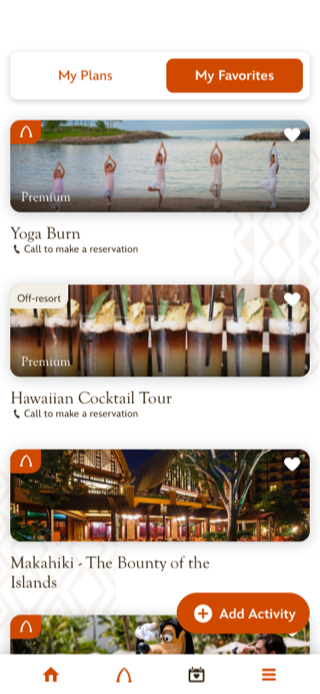 My Plans
My Favorites
Premium
Yoga Burn
Call to make a reservation
Off-resort
Premium
Hawaiian Cocktail Tour
Call to make a reservation
Makahiki - The Bounty of the
Islands
Add Activity